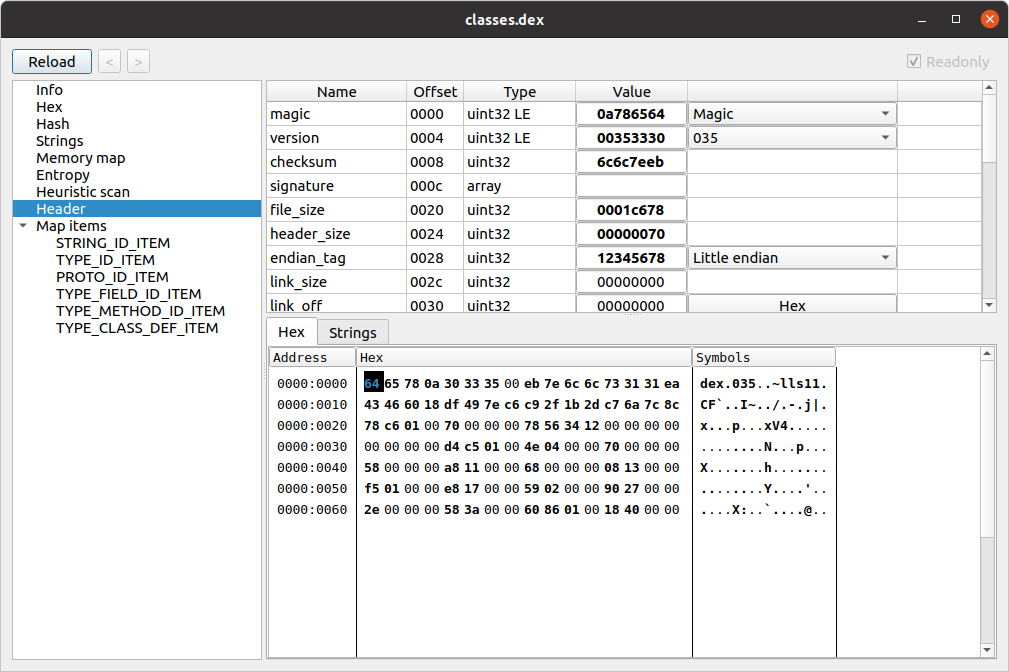 classes.dex
Reload < > Readonly
Info
Hex
Hash
Strings
Memory map
Entropy
Heuristic scan
Header
Map items
STRING_ID_ITEM
TYPE_ID_ITEM
PROTO_ID_ITEM
TYPE_FIELD_ID_ITEM
TYPE_METHOD_ID_ITEM
TYPE_CLASS_DEF_ITEM
Name Offset Type Value
magic 0000 uint32 LE 0a786564 Magic
version 0004 uint32 LE 00353330 035
checksum 0008 uint32 6c6c7eeb
signature 000c array
file_size 0020 uint32 0001c678
header_size 0024 uint32 00000070
endian_tag 0028 uint32 12345678 Little endian
link_size 002c uint32 00000000
link_off 0030 uint32 00000000 Hex
Hex Strings
Address Hex Symbols
0000:0000 64 65 78 0a 30 33 35 00 eb 7e 6c 6c 73 31 31 ea dex.035..~lls11.
0000:0010 43 46 60 18 df 49 7e c6 c9 2f 1b 2d c7 6a 7c 8c CF`..I~../.-.j|.
0000:0020 78 c6 01 00 70 00 00 00 78 56 34 12 00 00 00 00 x...p...xV4.....
0000:0030 00 00 00 00 d4 c5 01 00 4e 04 00 00 70 00 00 00 ........N...p...
0000:0040 58 00 00 00 a8 11 00 00 68 00 00 00 08 13 00 00 X.......h.......
0000:0050 f5 01 00 00 e8 17 00 00 59 02 00 00 90 27 00 00 ........Y....'..
0000:0060 2e 00 00 00 58 3a 00 00 60 86 01 00 18 40 00 00 ....X:..`....@..